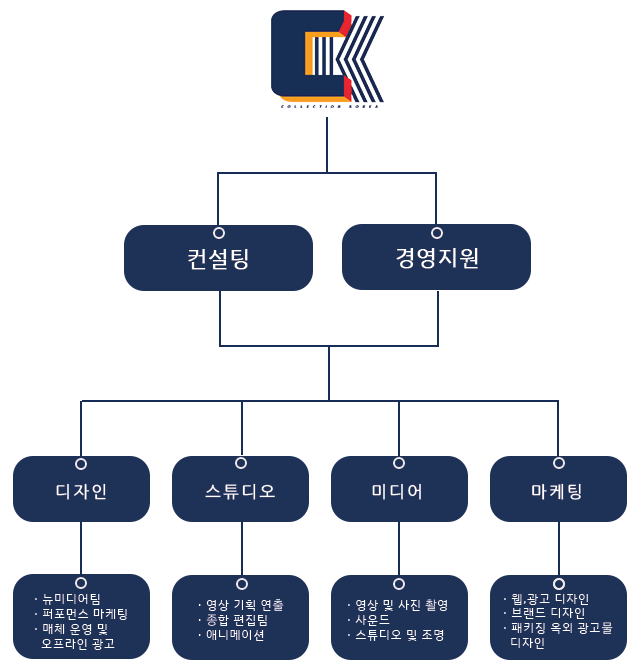 COLLECTION KOREA
컨설팅
경영지원
디자인
스튜디오
미디어
마케팅
· 뉴미디어팀
· 퍼포먼스 마케팅
· 매체 운영 및
오프라인 광고
· 영상 기획 연출
· 종합 편집팀
· 애니메이션
· 영상 및 사진 촬영
· 사운드
· 스튜디오 및 조명
· 웹,광고 디자인
· 브랜드 디자인
· 패키징 옥외 광고물
디자인